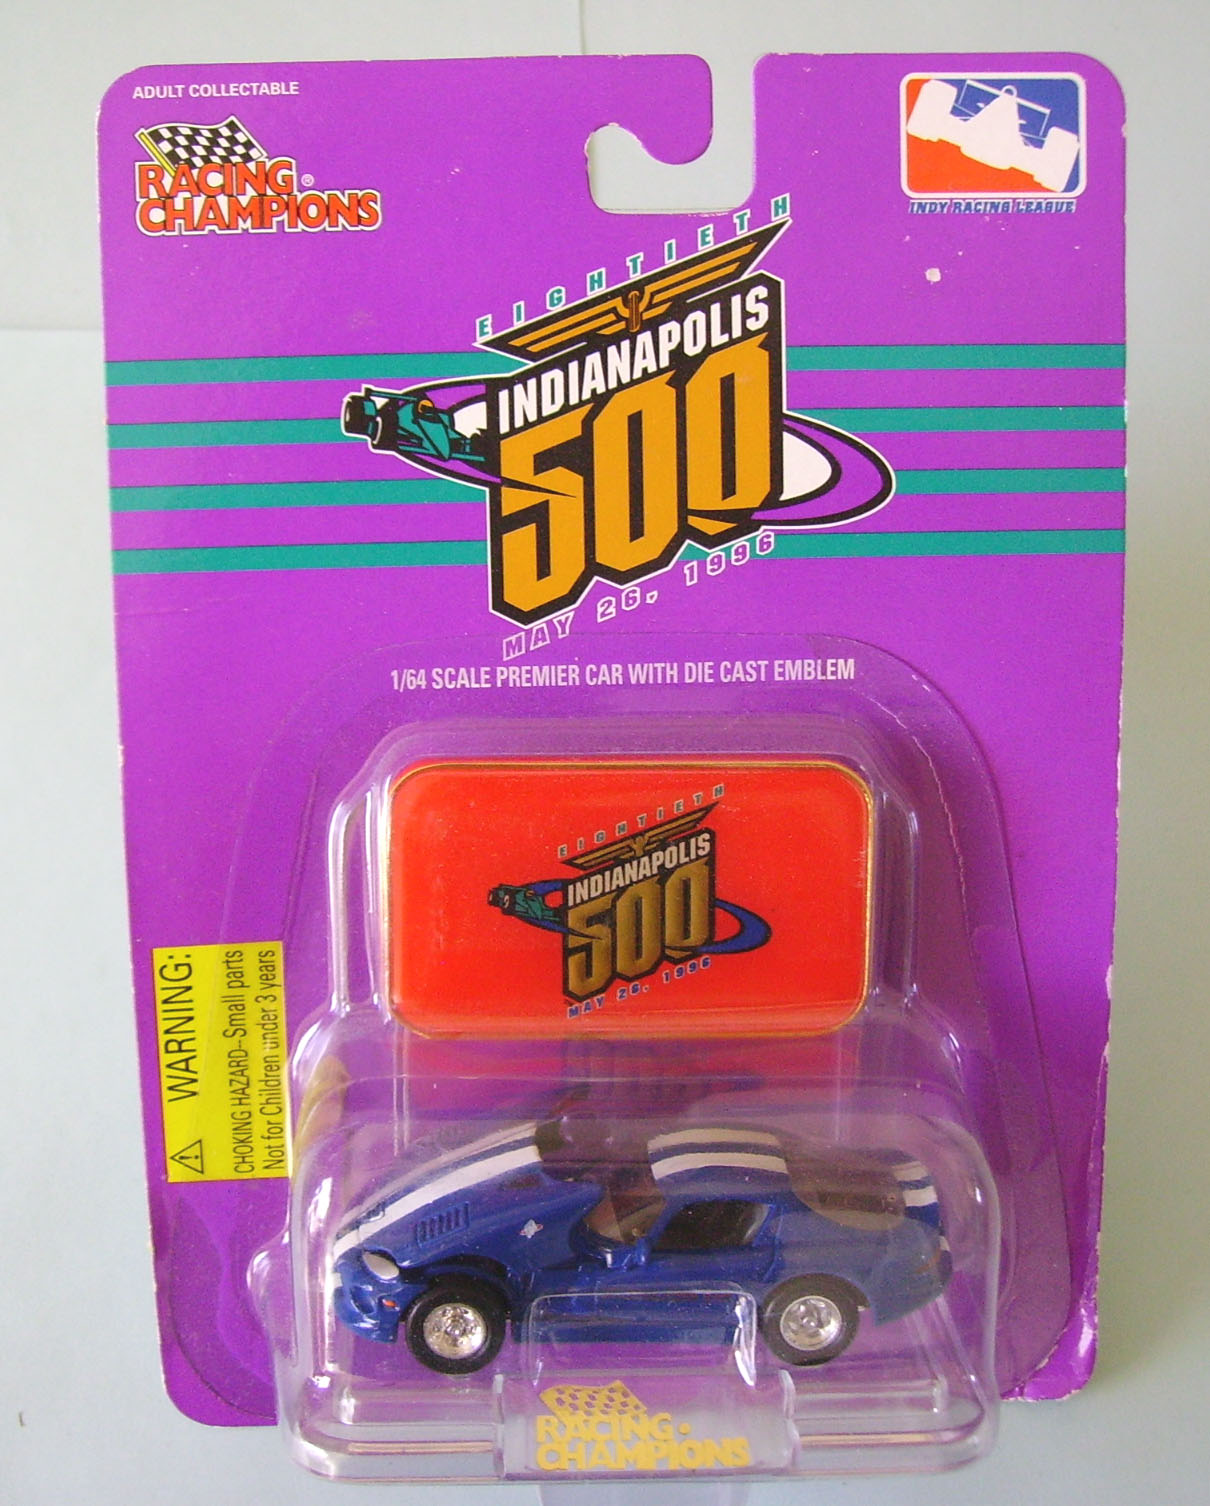 ADULT COLLECTABLE
RACING®
CHAMPIONS
INDY RACING LEAGUE
EIGHTIETH
INDIANAPOLIS
500
MAY 26, 1996
1/64 SCALE PREMIER CAR WITH DIE CAST EMBLEM
EIGHTIETH
INDIANAPOLIS
500
MAY 26, 1996
WARNING:
CHOKING HAZARD--Small parts
Not for Children under 3 years
RACING
CHAMPIONS